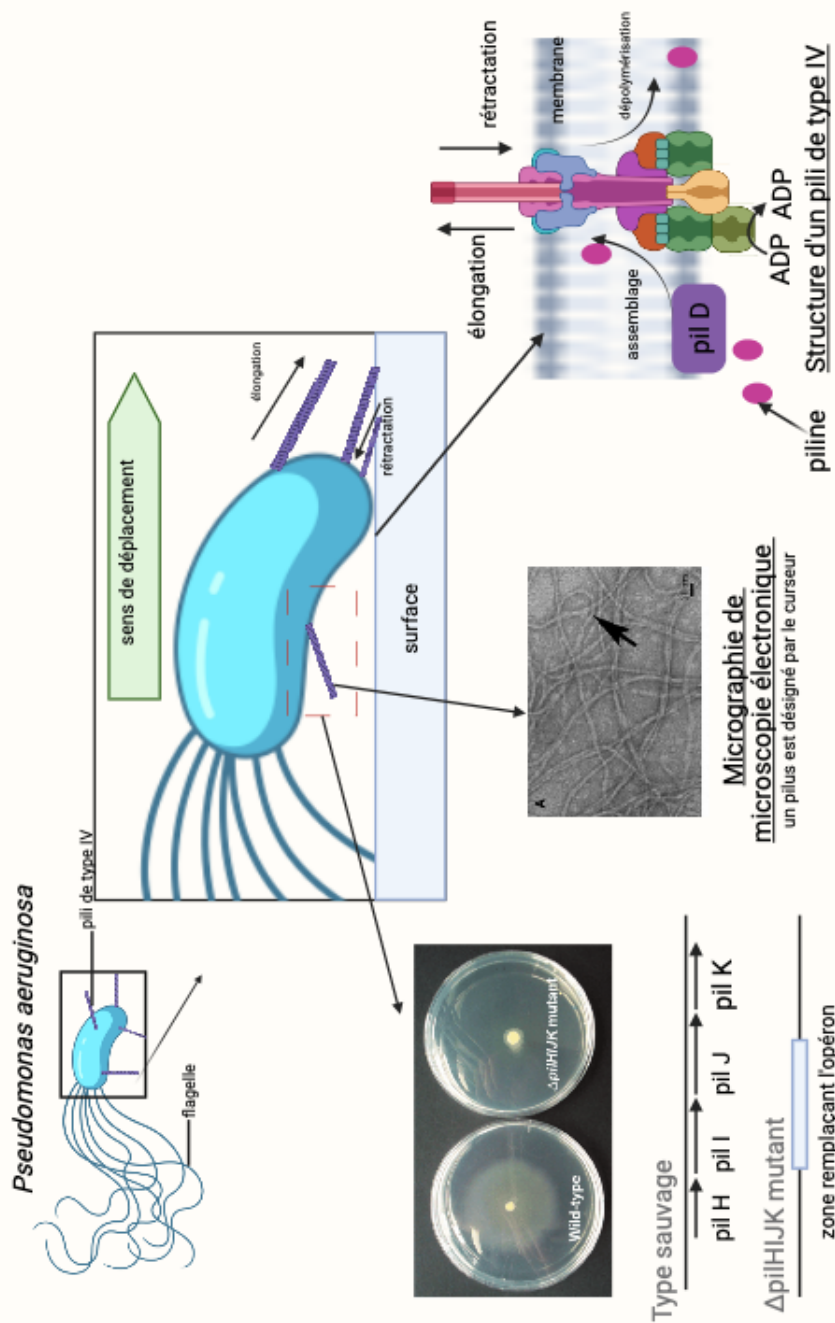 Pseudomonas aeruginosa
pili de type IV
flagelle
sens de déplacement
élongation
rétractation
surface
Wild-type
ΔpilHIJK mutant
Type sauvage
pil H
pil I
pil J
pil K
ΔpilHIJK mutant
zone remplaçant l'opéron
A
Micrographie de
microscopie électronique
un pilus est désigné par le curseur
élongation
rétractation
membrane
assemblage
dépolymérisation
pil D
ADP
ADP
piline
Structure d'un pili de type IV